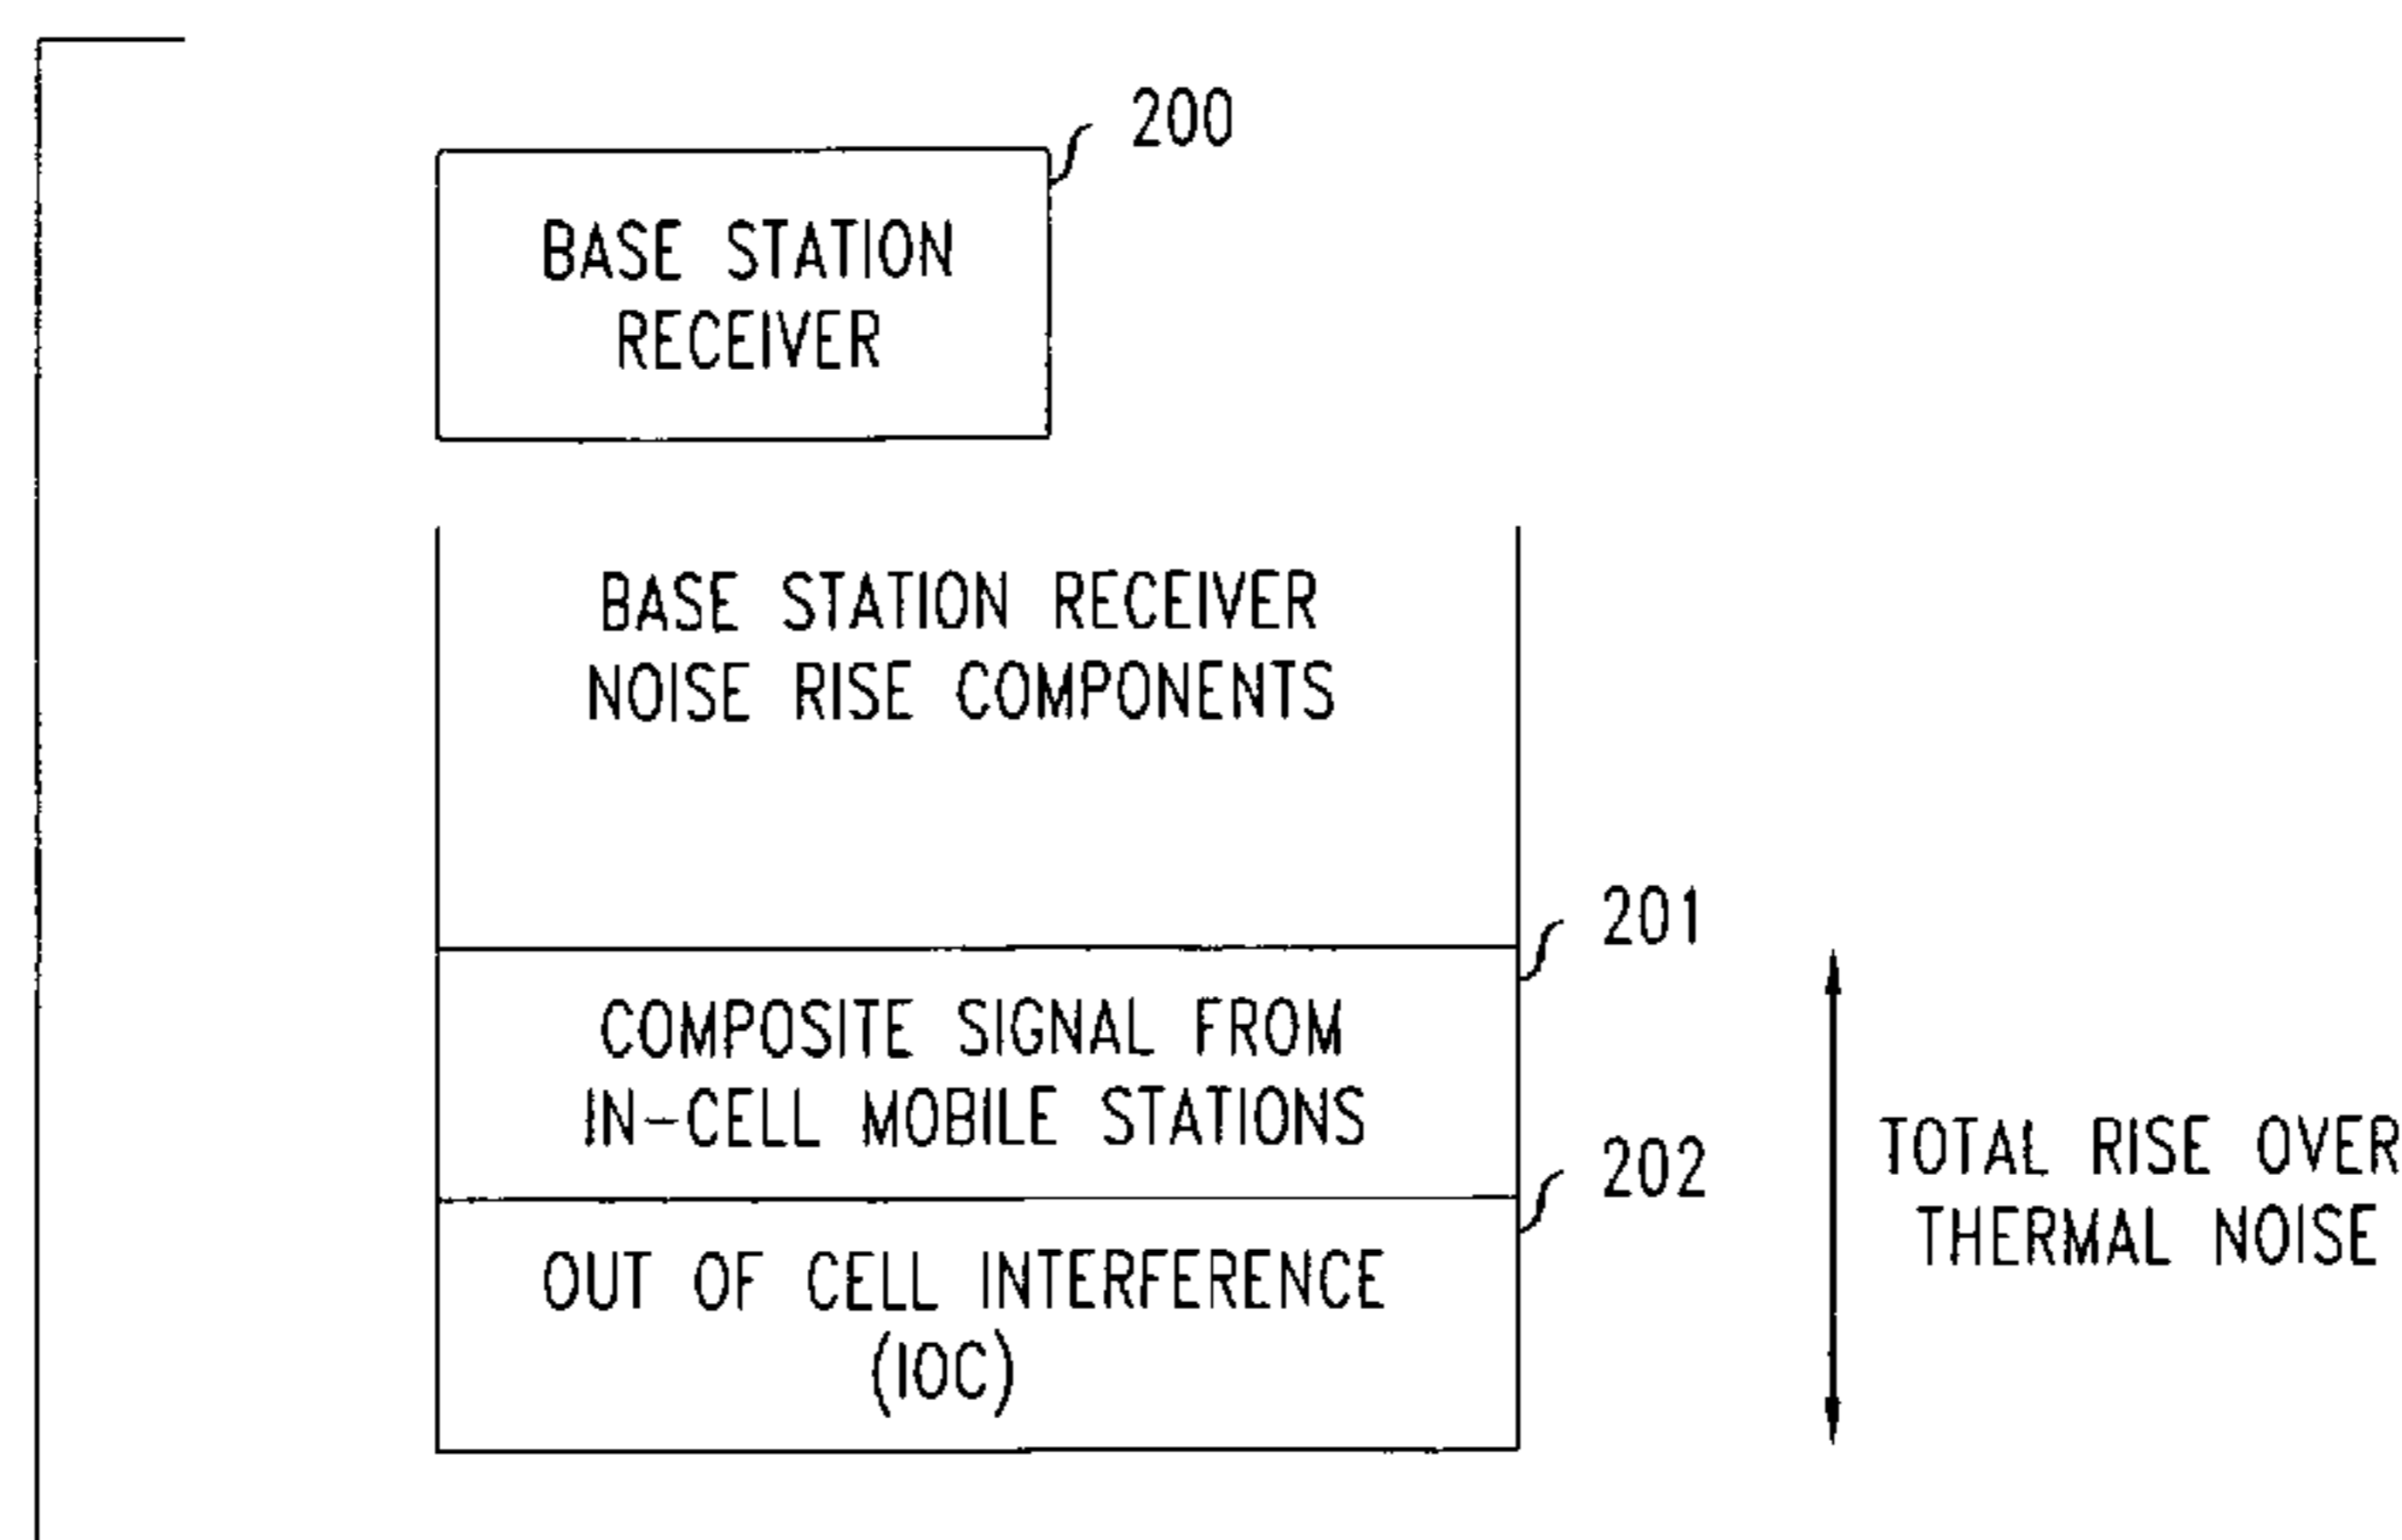 200
BASE STATION
RECEIVER
BASE STATION RECEIVER
NOISE RISE COMPONENTS
201
COMPOSITE SIGNAL FROM
IN-CELL MOBILE STATIONS
202
OUT OF CELL INTERFERENCE
(IOC)
TOTAL RISE OVER
THERMAL NOISE